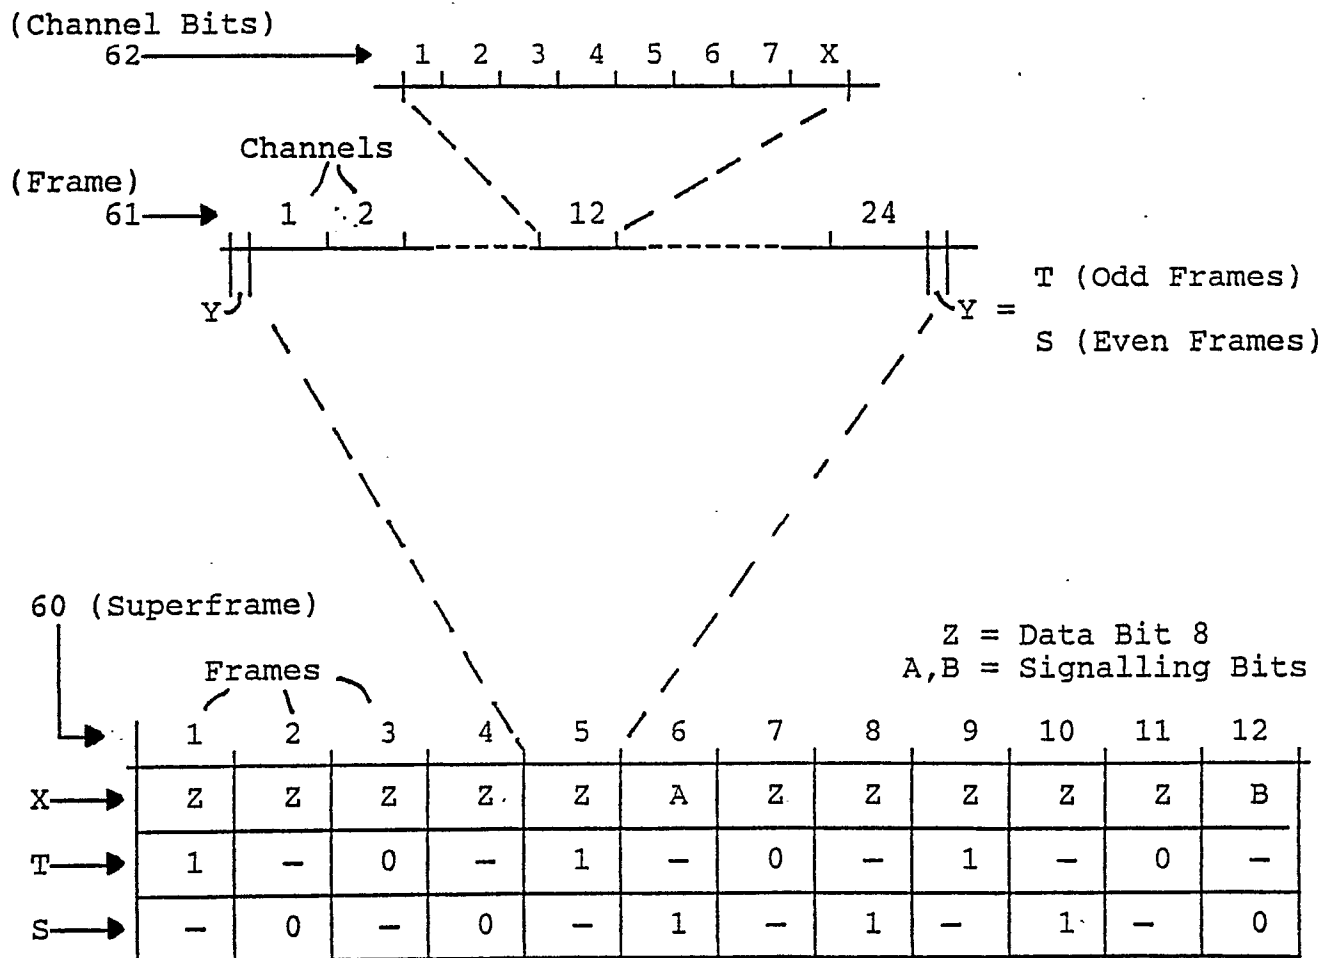 (Channel Bits)
62
1 2 3 4 5 6 7 X
Channels
(Frame)
61
1 2 12 24
T (Odd Frames)
Y
Y =
S (Even Frames)
60 (Superframe)
Z = Data Bit 8
A,B = Signalling Bits
Frames
1 2 3 4 5 6 7 8 9 10 11 12
X Z Z Z Z Z A Z Z Z Z Z B
T 1 — 0 — 1 — 0 — 1 — 0 —
S — 0 — 0 — 1 — 1 — 1 — 0